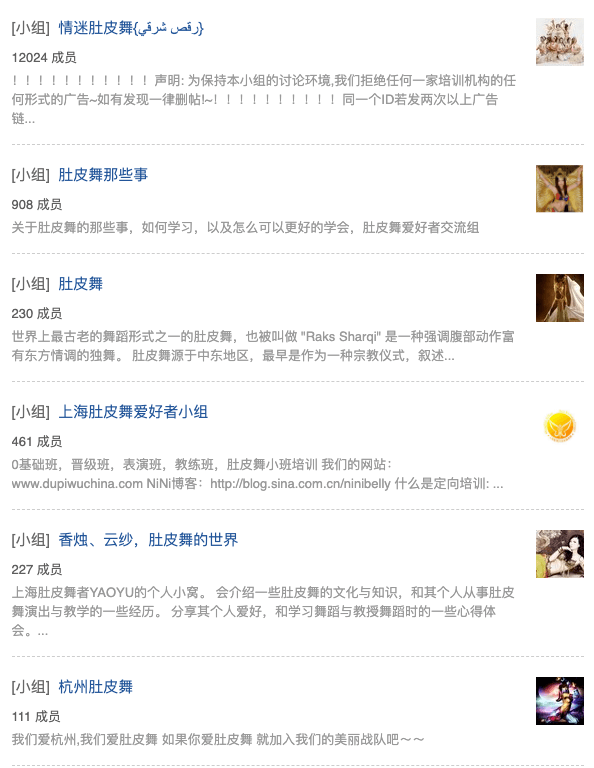 [小组] 情迷肚皮舞{رقص شرقي}
12024 成员
！！！！！！！！！！！声明: 为保持本小组的讨论环境,我们拒绝任何一家培训机构的任
何形式的广告~如有发现一律删帖!~！！！！！！！！！！同一个ID若发两次以上广告
链...
[小组] 肚皮舞那些事
908 成员
关于肚皮舞的那些事，如何学习，以及怎么可以更好的学会，肚皮舞爱好者交流组
[小组] 肚皮舞
230 成员
世界上最古老的舞蹈形式之一的肚皮舞，也被叫做 "Raks Sharqi" 是一种强调腹部动作富
有东方情调的独舞。 肚皮舞源于中东地区，最早是作为一种宗教仪式，叙述...
[小组] 上海肚皮舞爱好者小组
461 成员
0基础班，晋级班，表演班，教练班，肚皮舞小班培训 我们的网站：
www.dupiwuchina.com NiNi博客：http://blog.sina.com.cn/ninibelly 什么是定向培训: ...
[小组] 香烛、云纱，肚皮舞的世界
227 成员
上海肚皮舞者YAOYU的个人小窝。 会介绍一些肚皮舞的文化与知识，和其个人从事肚皮
舞演出与教学的一些经历。 分享其个人爱好，和学习舞蹈与教授舞蹈时的一些心得体
会。...
[小组] 杭州肚皮舞
111 成员
我们爱杭州,我们爱肚皮舞 如果你爱肚皮舞 就加入我们的美丽战队吧～～